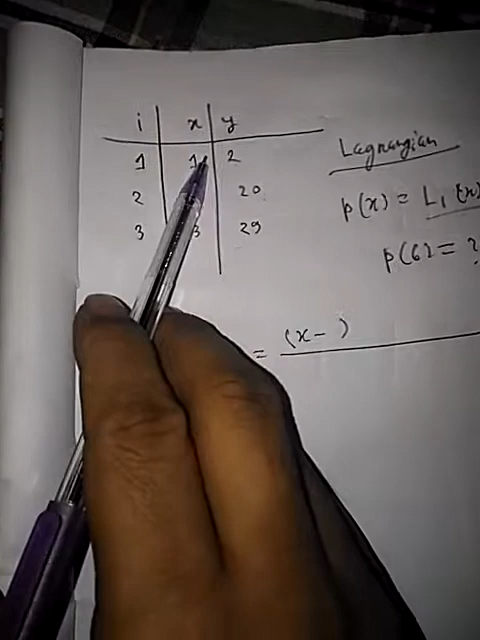 i x y
1 1 2
2 20
3 3 29
Lagrangian
p(x) = L₁(x)
p(6) = ?
= (x- )